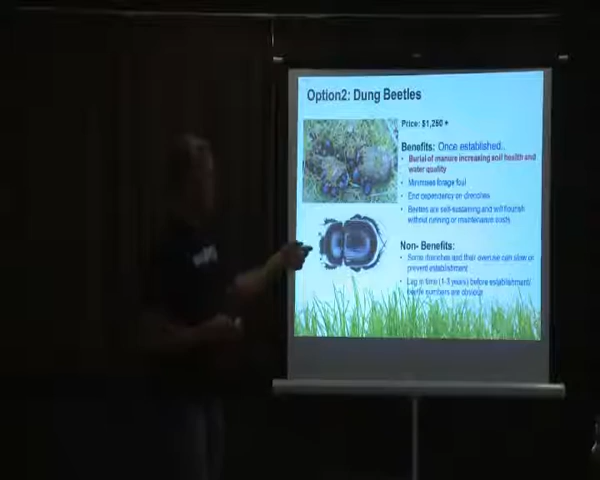 Option2: Dung Beetles
Price: $1,250 +
Benefits: Once established..
Burial of manure increasing soil health and
water quality
Minimises forage foul
End dependency on drenches
Beetles are self-sustaining and will flourish
without running or maintenance costs
Non- Benefits:
Some drenches and their overuse can slow or
prevent establishment
Lag in time (1-3 years) before establishment/
beetle numbers are obvious